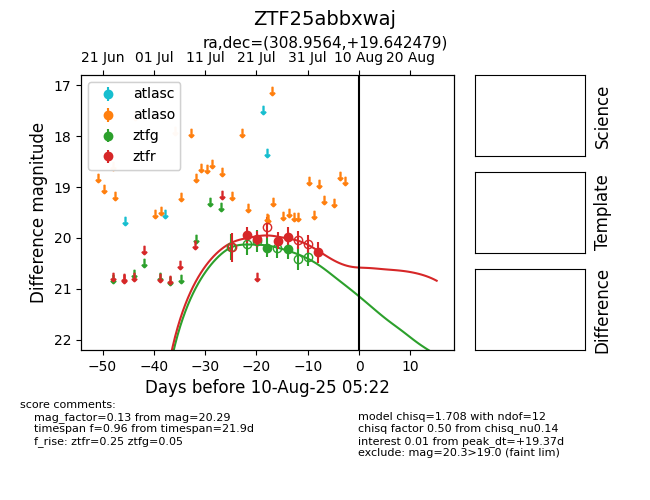 ZTF25abbxwaj
ra,dec=(308.9564,+19.642479)
21 Jun 01 Jul 11 Jul 21 Jul 31 Jul 10 Aug 20 Aug
17
18
19
20
21
22
Difference magnitude
atlasc
atlaso
ztfg
ztfr
−50 −40 −30 −20 −10 0 10
Days before 10-Aug-25 05:22
Science
Template
Difference
score comments:
mag_factor=0.13 from mag=20.29
timespan f=0.96 from timespan=21.9d
f_rise: ztfr=0.25 ztfg=0.05
model chisq=1.708 with ndof=12
chisq factor 0.50 from chisq_nu0.14
interest 0.01 from peak_dt=+19.37d
exclude: mag=20.3>19.0 (faint lim)